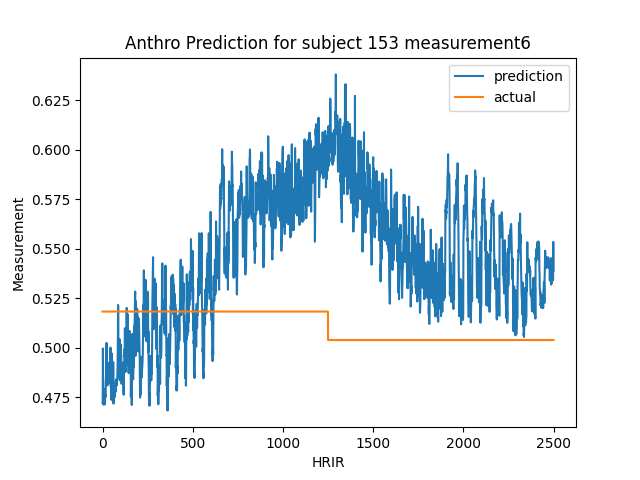 Anthro Prediction for subject 153 measurement6
prediction
actual
0.625
0.600
0.575
0.550
0.525
0.500
0.475
Measurement
0
500
1000
1500
2000
2500
HRIR